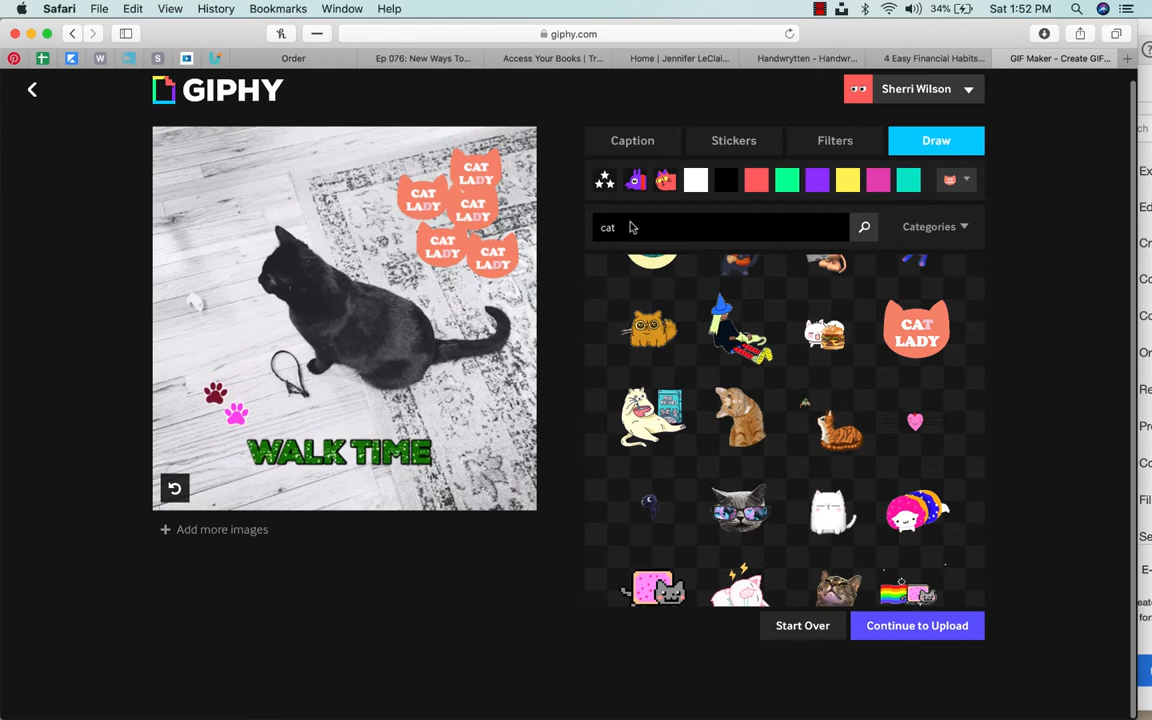 Safari File Edit View History Bookmarks Window Help 34% Sat 1:52 PM
giphy.com
Order Ep 076: New Ways To... Access Your Books | Tr... Home | Jennifer LeClai... Handwrytten - Handwr... 4 Easy Financial Habits... GIF Maker - Create GIF...
GIPHY
Sherri Wilson
Caption Stickers Filters Draw
cat
Categories
CAT LADY
CAT LADY
CAT LADY
CAT LADY
CAT LADY
WALK TIME
CAT LADY
+ Add more images
Start Over Continue to Upload